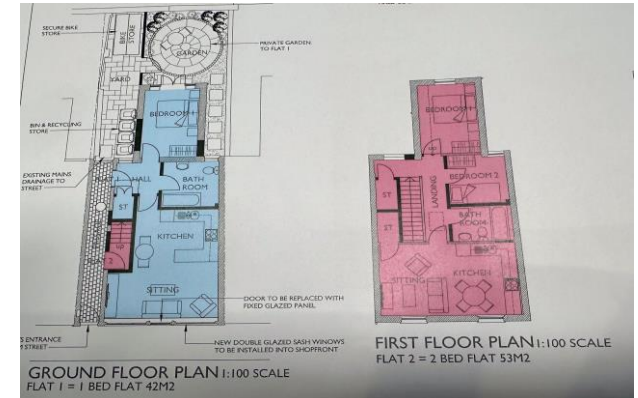 SECURE BIKE
STORE
BIKE
STORE
GARDEN
PRIVATE GARDEN
TO FLAT 1
YARD
BEDROOM 1
BIN & RECYCLING
STORE
EXISTING MAINS
DRAINAGE TO
STREET
FLAT 1
HALL
BATH
ROOM
ST
KITCHEN
SITTING
DOOR TO BE REPLACED WITH
FIXED GLAZED PANEL
S ENTRANCE
STREET
NEW DOUBLE GLAZED SASH WINOWS
TO BE INSTALLED INTO SHOPFRONT
GROUND FLOOR PLAN 1:100 SCALE
FLAT 1 = 1 BED FLAT 42M2
BEDROOM 1
BEDROOM 2
LANDING
ST
ST
BATH
ROOM
SITTING
KITCHEN
FIRST FLOOR PLAN 1:100 SCALE
FLAT 2 = 2 BED FLAT 53M2